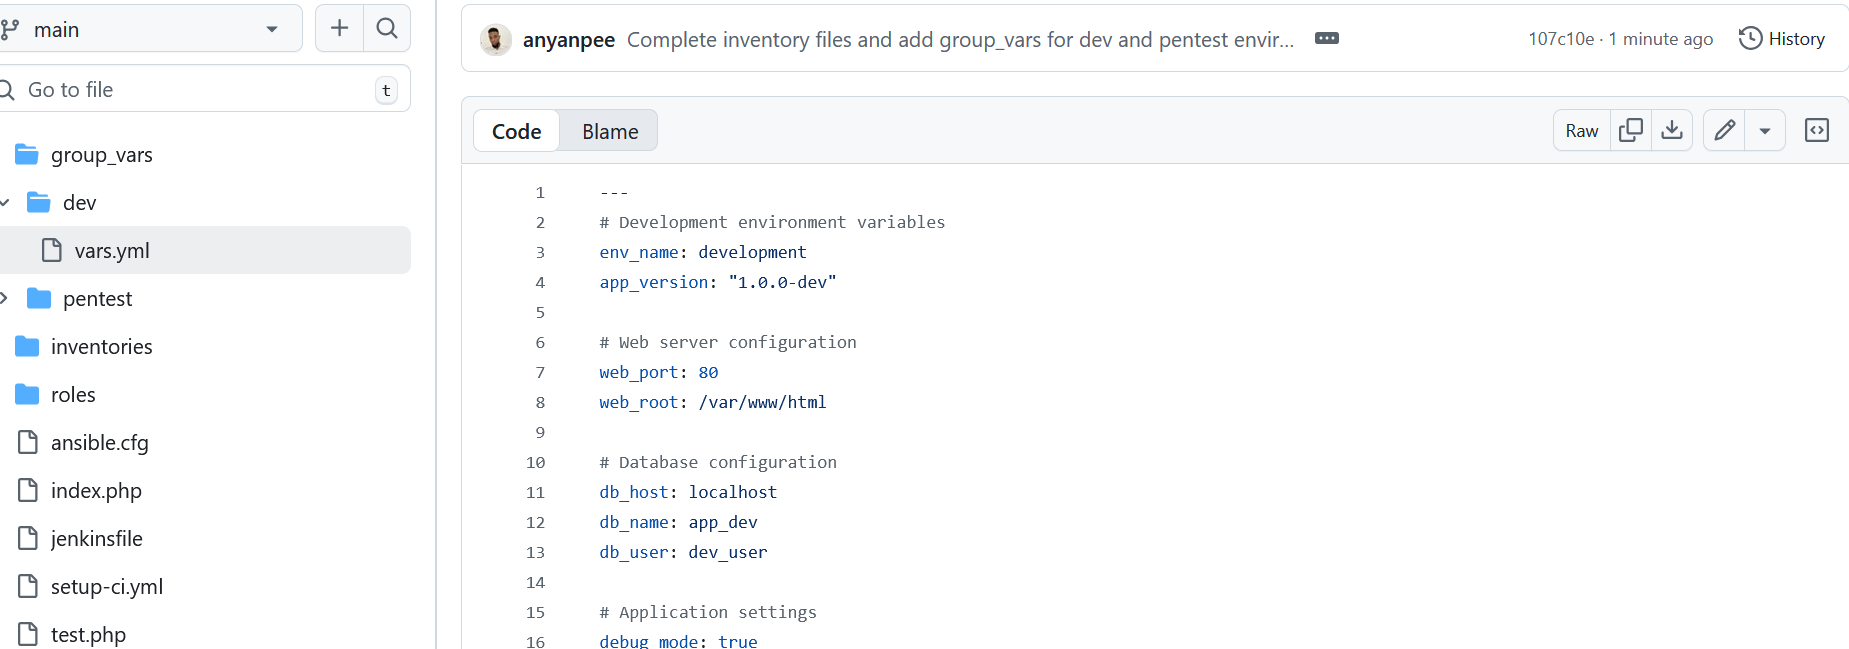 main
Go to file
t
group_vars
dev
vars.yml
pentest
inventories
roles
ansible.cfg
index.php
jenkinsfile
setup-ci.yml
test.php
anyanpee Complete inventory files and add group_vars for dev and pentest envir...
107c10e · 1 minute ago
History
Code
Blame
Raw
1 ---
2 # Development environment variables
3 env_name: development
4 app_version: "1.0.0-dev"
5
6 # Web server configuration
7 web_port: 80
8 web_root: /var/www/html
9
10 # Database configuration
11 db_host: localhost
12 db_name: app_dev
13 db_user: dev_user
14
15 # Application settings
16 debug_mode: true